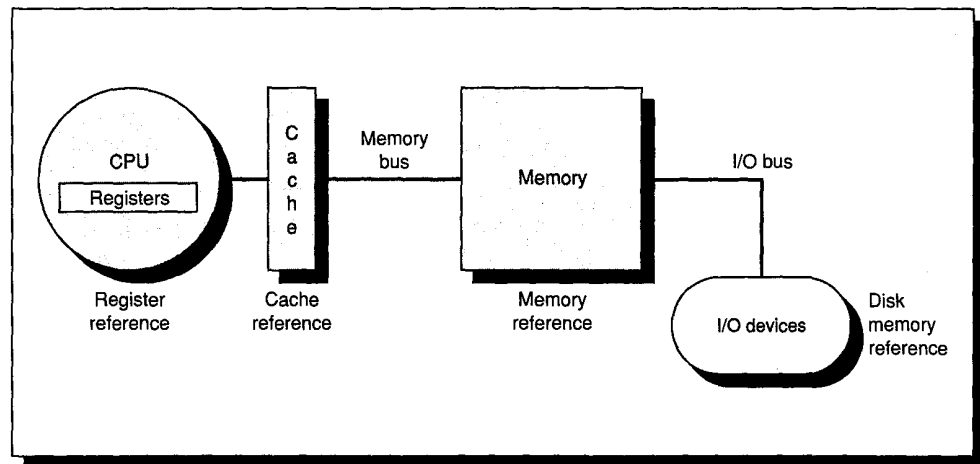 CPU
Registers
Register
reference
C
a
c
h
e
Cache
reference
Memory
bus
Memory
Memory
reference
I/O bus
I/O devices
Disk
memory
reference